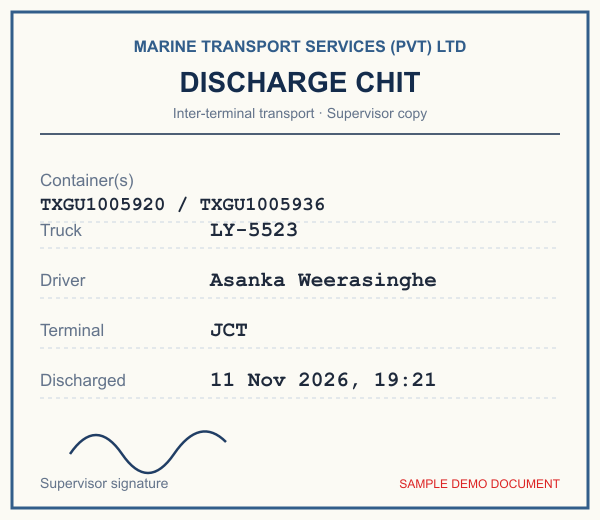 MARINE TRANSPORT SERVICES (PVT) LTD
DISCHARGE CHIT
Inter-terminal transport · Supervisor copy
Container(s)
TXGU1005920 / TXGU1005936
Truck LY-5523
Driver Asanka Weerasinghe
Terminal JCT
Discharged 11 Nov 2026, 19:21
Supervisor signature SAMPLE DEMO DOCUMENT